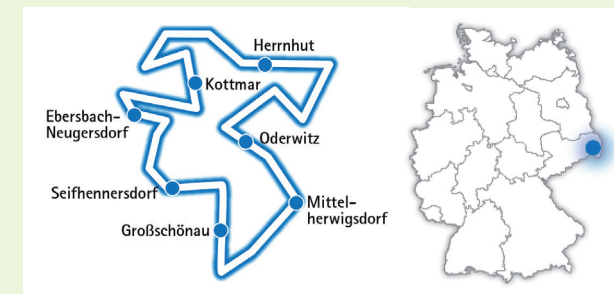 Herrnhut
Kottmar
Ebersbach-
Neugersdorf
Oderwitz
Seifhennersdorf
Mittel-
herwigsdorf
Großschönau